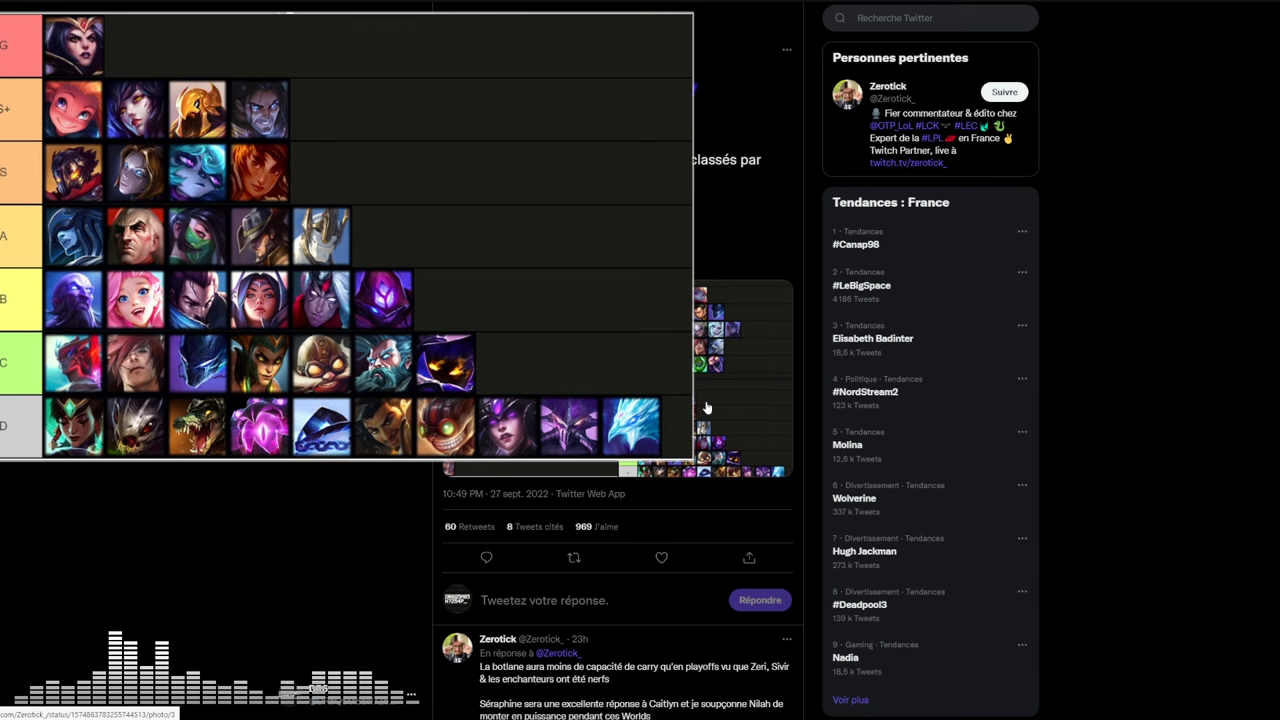 G
S+
S
A
B
C
D
classés par
10:49 PM · 27 sept. 2022 · Twitter Web App
60 Retweets 8 Tweets cités 969 J'aime
Tweetez votre réponse.
Répondre
Zerotick @Zerotick_ · 23h
En réponse à @Zerotick_
La botlane aura moins de capacité de carry qu'en playoffs vu que Zeri, Sivir
& les enchanteurs ont été nerfs
Séraphine sera une excellente réponse à Caitlyn et je soupçonne Nilah de
monter en puissance pendant ces Worlds
Recherche Twitter
Personnes pertinentes
Zerotick
@Zerotick_
Suivre
Fier commentateur & édito chez
@OTP_LoL #LCK #LEC
Expert de la #LPL en France
Twitch Partner, live à
twitch.tv/zerotick_
Tendances : France
1 · Tendances
#Canap98
2 · Tendances
#LeBigSpace
4 186 Tweets
3 · Tendances
Elisabeth Badinter
18,6 k Tweets
4 · Politique · Tendances
#NordStream2
123 k Tweets
5 · Tendances
Molina
12,6 k Tweets
6 · Divertissement · Tendances
Wolverine
337 k Tweets
7 · Divertissement · Tendances
Hugh Jackman
273 k Tweets
8 · Divertissement · Tendances
#Deadpool3
139 k Tweets
9 · Gaming · Tendances
Nadia
18,5 k Tweets
Voir plus
com/Zerotick_/status/1574863783255744513/photo/3